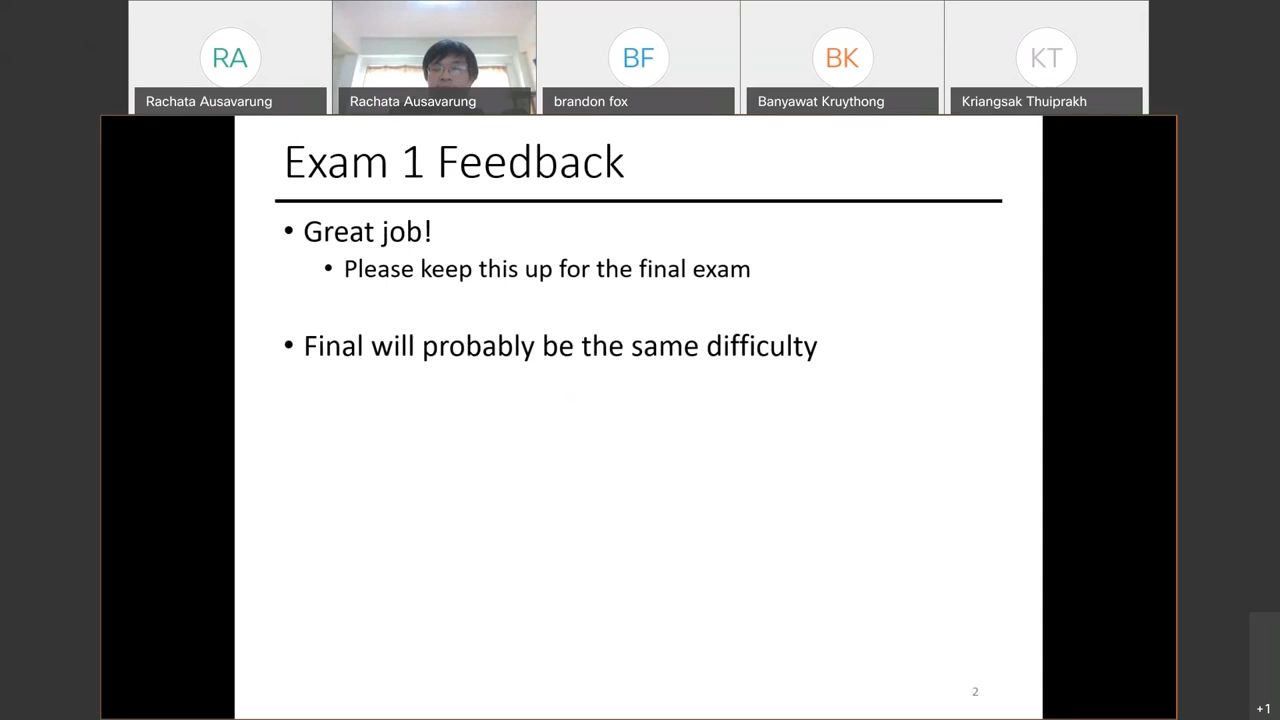 RA
BF
BK
KT
Rachata Ausavarung
Rachata Ausavarung
brandon fox
Banyawat Kruythong
Kriangsak Thuiprakh
Exam 1 Feedback
• Great job!
• Please keep this up for the final exam
• Final will probably be the same difficulty
2
+1